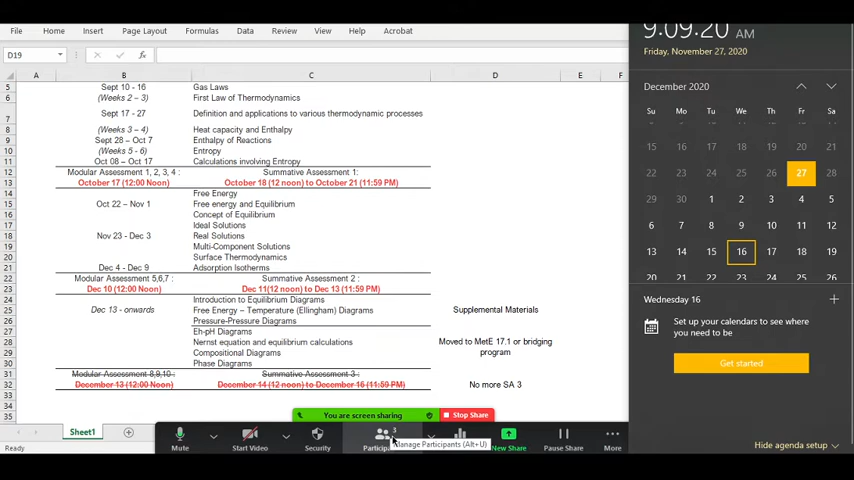 File Home Insert Page Layout Formulas Data Review View Help Acrobat
D19 fx
A B C D E F
5 Sept 10 - 16 Gas Laws
6 (Weeks 2 – 3) First Law of Thermodynamics
7 Sept 17 - 27 Definition and applications to various thermodynamic processes
8 (Weeks 3 – 4) Heat capacity and Enthalpy
9 Sept 28 – Oct 7 Enthalpy of Reactions
10 (Weeks 5 - 6) Entropy
11 Oct 08 – Oct 17 Calculations involving Entropy
12 Modular Assessment 1, 2, 3, 4 : Summative Assessment 1:
13 October 17 (12:00 Noon) October 18 (12 noon) to October 21 (11:59 PM)
14 Free Energy
15 Oct 22 – Nov 1 Free energy and Equilibrium
16 Concept of Equilibrium
17 Ideal Solutions
18 Nov 23 - Dec 3 Real Solutions
19 Multi-Component Solutions
20 Surface Thermodynamics
21 Dec 4 - Dec 9 Adsorption Isotherms
22 Modular Assessment 5,6,7 : Summative Assessment 2 :
23 Dec 10 (12:00 Noon) Dec 11(12 noon) to Dec 13 (11:59 PM)
24 Introduction to Equilibrium Diagrams
25 Dec 13 - onwards Free Energy – Temperature (Ellingham) Diagrams Supplemental Materials
26 Pressure-Pressure Diagrams
27 Eh-pH Diagrams
28 Nernst equation and equilibrium calculations Moved to MetE 17.1 or bridging
29 Compositional Diagrams program
30 Phase Diagrams
31 Modular Assessment 8,9,10 : Summative Assessment 3 :
32 December 13 (12:00 Noon) December 14 (12 noon) to December 16 (11:59 PM) No more SA 3
33
34
35
You are screen sharing Stop Share
Sheet1
Ready
Mute Start Video Security Particip 3 Manage Participants (Alt+U) New Share Pause Share More
9:09:20 AM
Friday, November 27, 2020
December 2020
Su Mo Tu We Th Fr Sa
15 16 17 18 19 20 21
22 23 24 25 26 27 28
29 30 1 2 3 4 5
6 7 8 9 10 11 12
13 14 15 16 17 18 19
20 21 22 23 24 25 26
Wednesday 16
Set up your calendars to see where
you need to be
Get started
Hide agenda setup